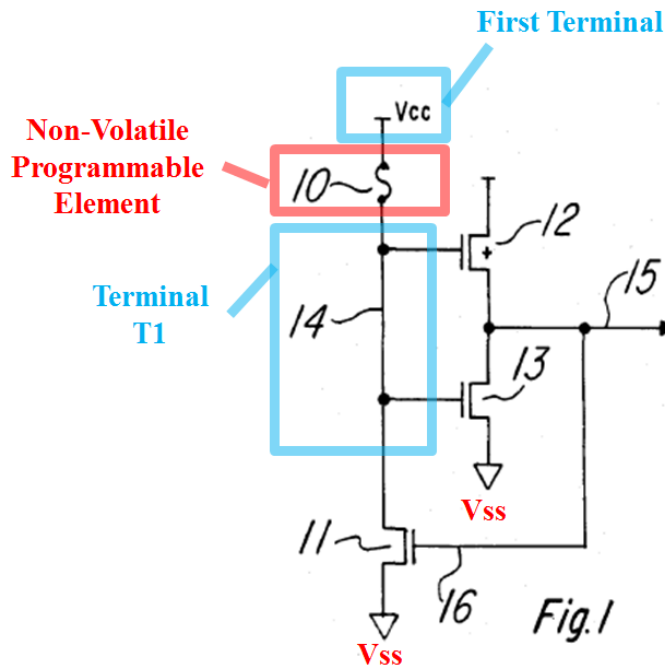 First Terminal
Vcc
Non-Volatile
Programmable
Element
10
12
Terminal
T1
14
15
13
Vss
11
16
Fig.1
Vss